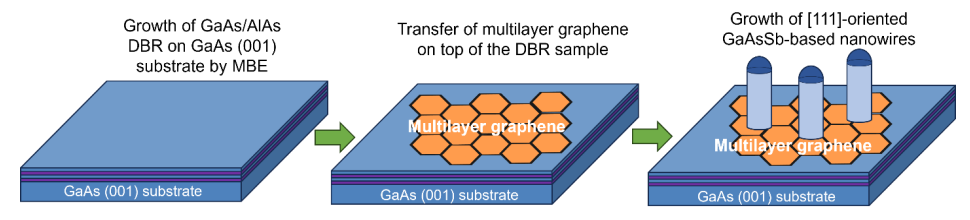 Growth of GaAs/AlAs
DBR on GaAs (001)
substrate by MBE
GaAs (001) substrate
Transfer of multilayer graphene
on top of the DBR sample
Multilayer graphene
GaAs (001) substrate
Growth of [111]-oriented
GaAsSb-based nanowires
Multilayer graphene
GaAs (001) substrate